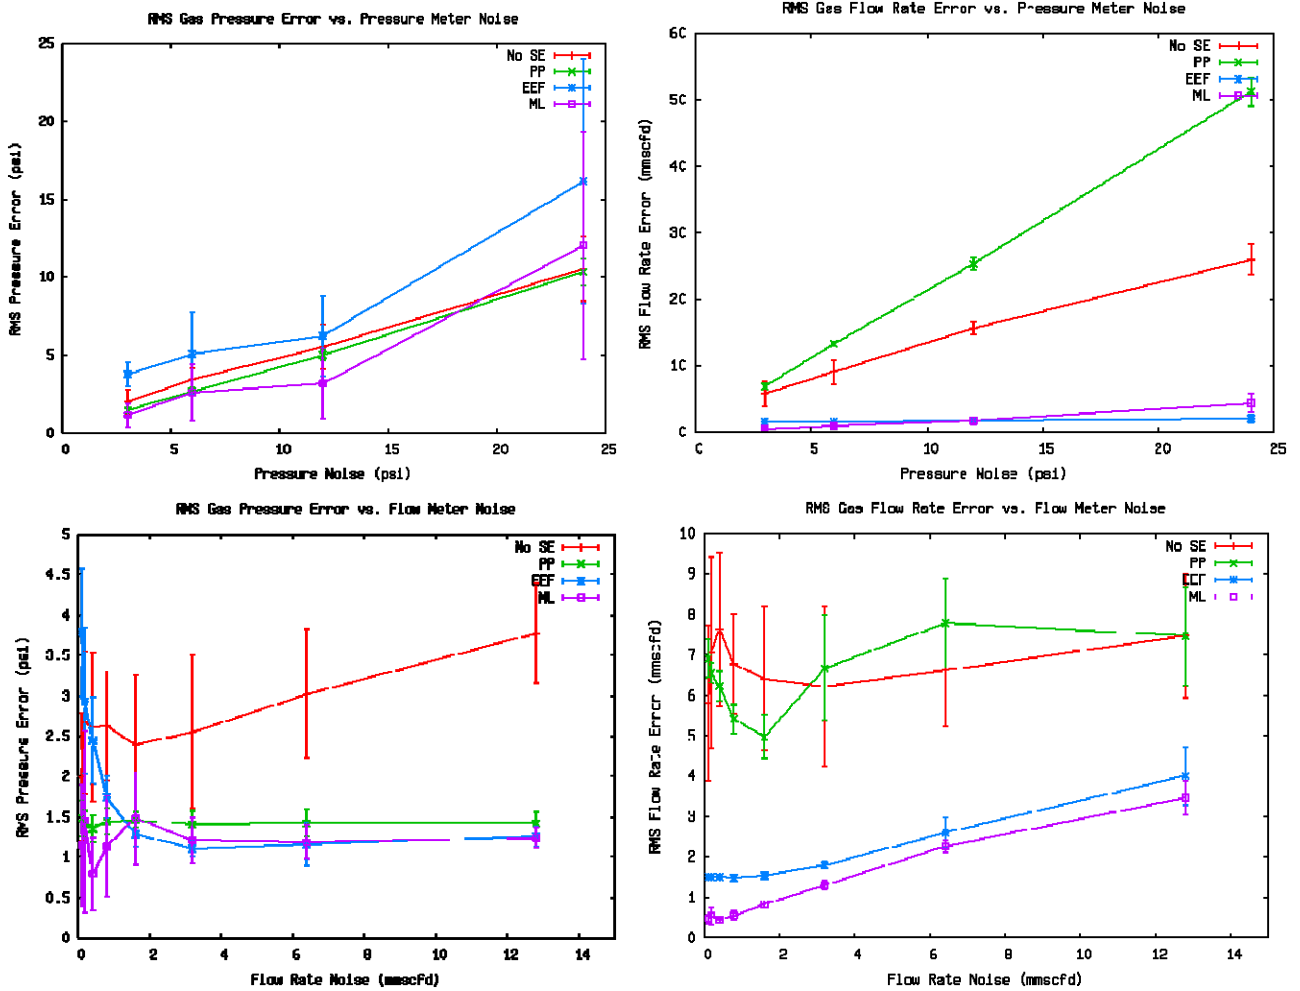 RMS Gas Pressure Error vs. Pressure Meter Noise
25
20
15
10
5
0
No SE
PP
EEF
ML
RMS Pressure Error (psi)
0 5 10 15 20 25
Pressure Noise (psi)
RMS Gas Flow Rate Error vs. Pressure Meter Noise
6C
5C
4C
3C
2C
1C
C
No SE
PP
EEF
ML
RMS Flow Rate Error (mmscfd)
C 5 10 15 20 25
Pressure Noise (psi)
RMS Gas Pressure Error vs. Flow Meter Noise
5
4.5
4
3.5
3
2.5
2
1.5
1
0.5
0
No SE
PP
EEF
ML
RMS Pressure Error (psi)
0 2 4 6 8 10 12 14
Flow Rate Noise (mmscfd)
RMS Gas Flow Rate Error vs. Flow Meter Noise
10
9
8
7
6
5
4
3
2
1
0
No SE
PP
EEF
ML
RMS Flow Rate Error (mmscfd)
0 2 4 6 8 10 12 14
Flow Rate Noise (mmscfd)